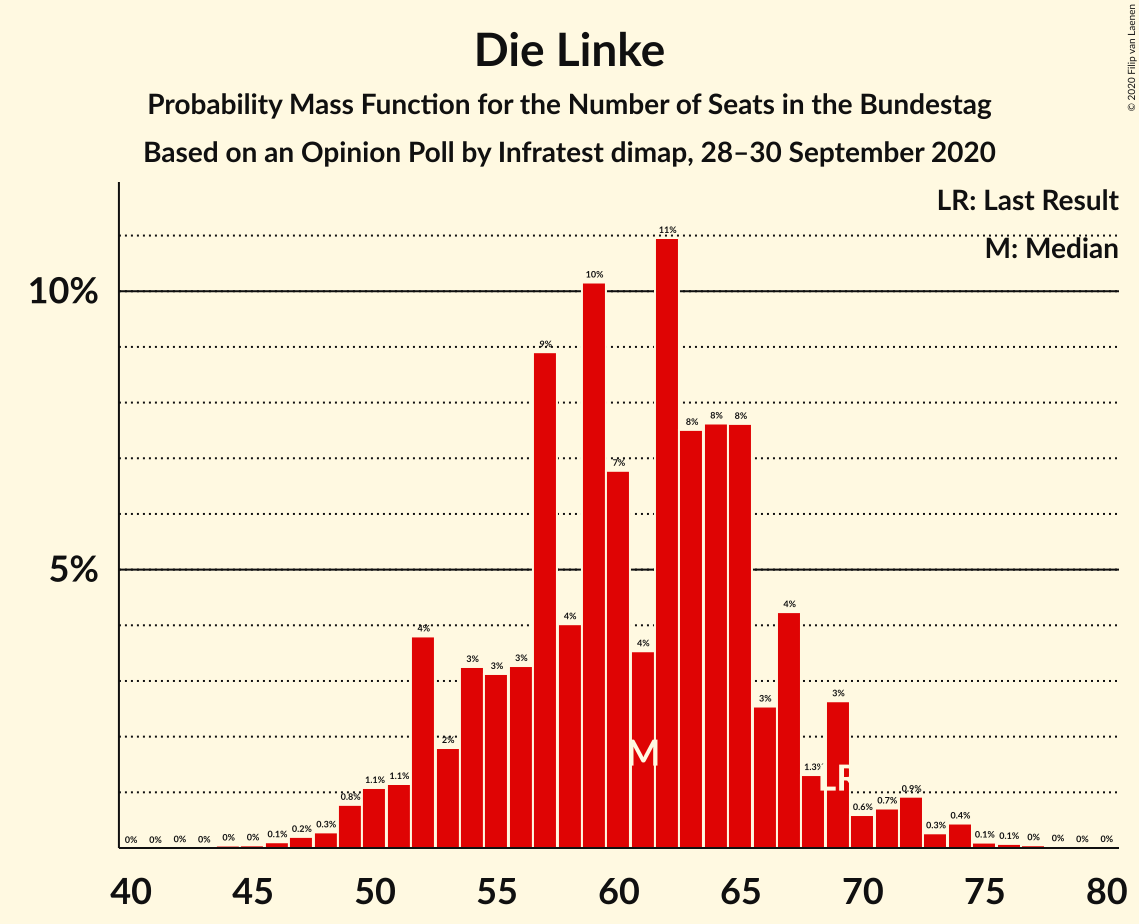 © 2020 Filip van Laenen
Die Linke
Probability Mass Function for the Number of Seats in the Bundestag
Based on an Opinion Poll by Infratest dimap, 28–30 September 2020
LR: Last Result
M: Median
10%
5%
0% 0% 0% 0% 0% 0% 0.1% 0.2% 0.3% 0.8% 1.1% 1.1% 4% 2% 3% 3% 3% 9% 4% 10% 7% 4% 11% 8% 8% 8% 3% 4% 1.3% 3% 0.6% 0.7% 0.9% 0.3% 0.4% 0.1% 0.1% 0% 0% 0% 0%
M
LR
40 45 50 55 60 65 70 75 80